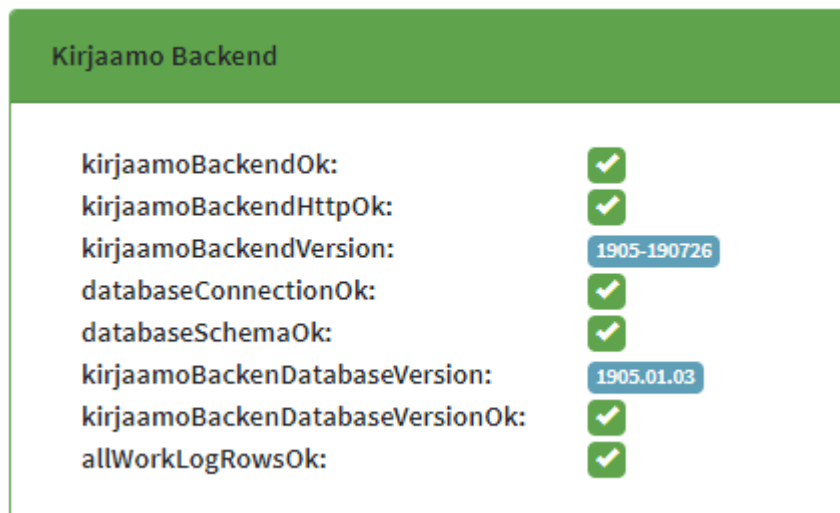 Kirjaamo Backend
kirjaamoBackendOk:
kirjaamoBackendHttpOk:
kirjaamoBackendVersion: 1905-190726
databaseConnectionOk:
databaseSchemaOk:
kirjaamoBackenDatabaseVersion: 1905.01.03
kirjaamoBackenDatabaseVersionOk:
allWorkLogRowsOk: